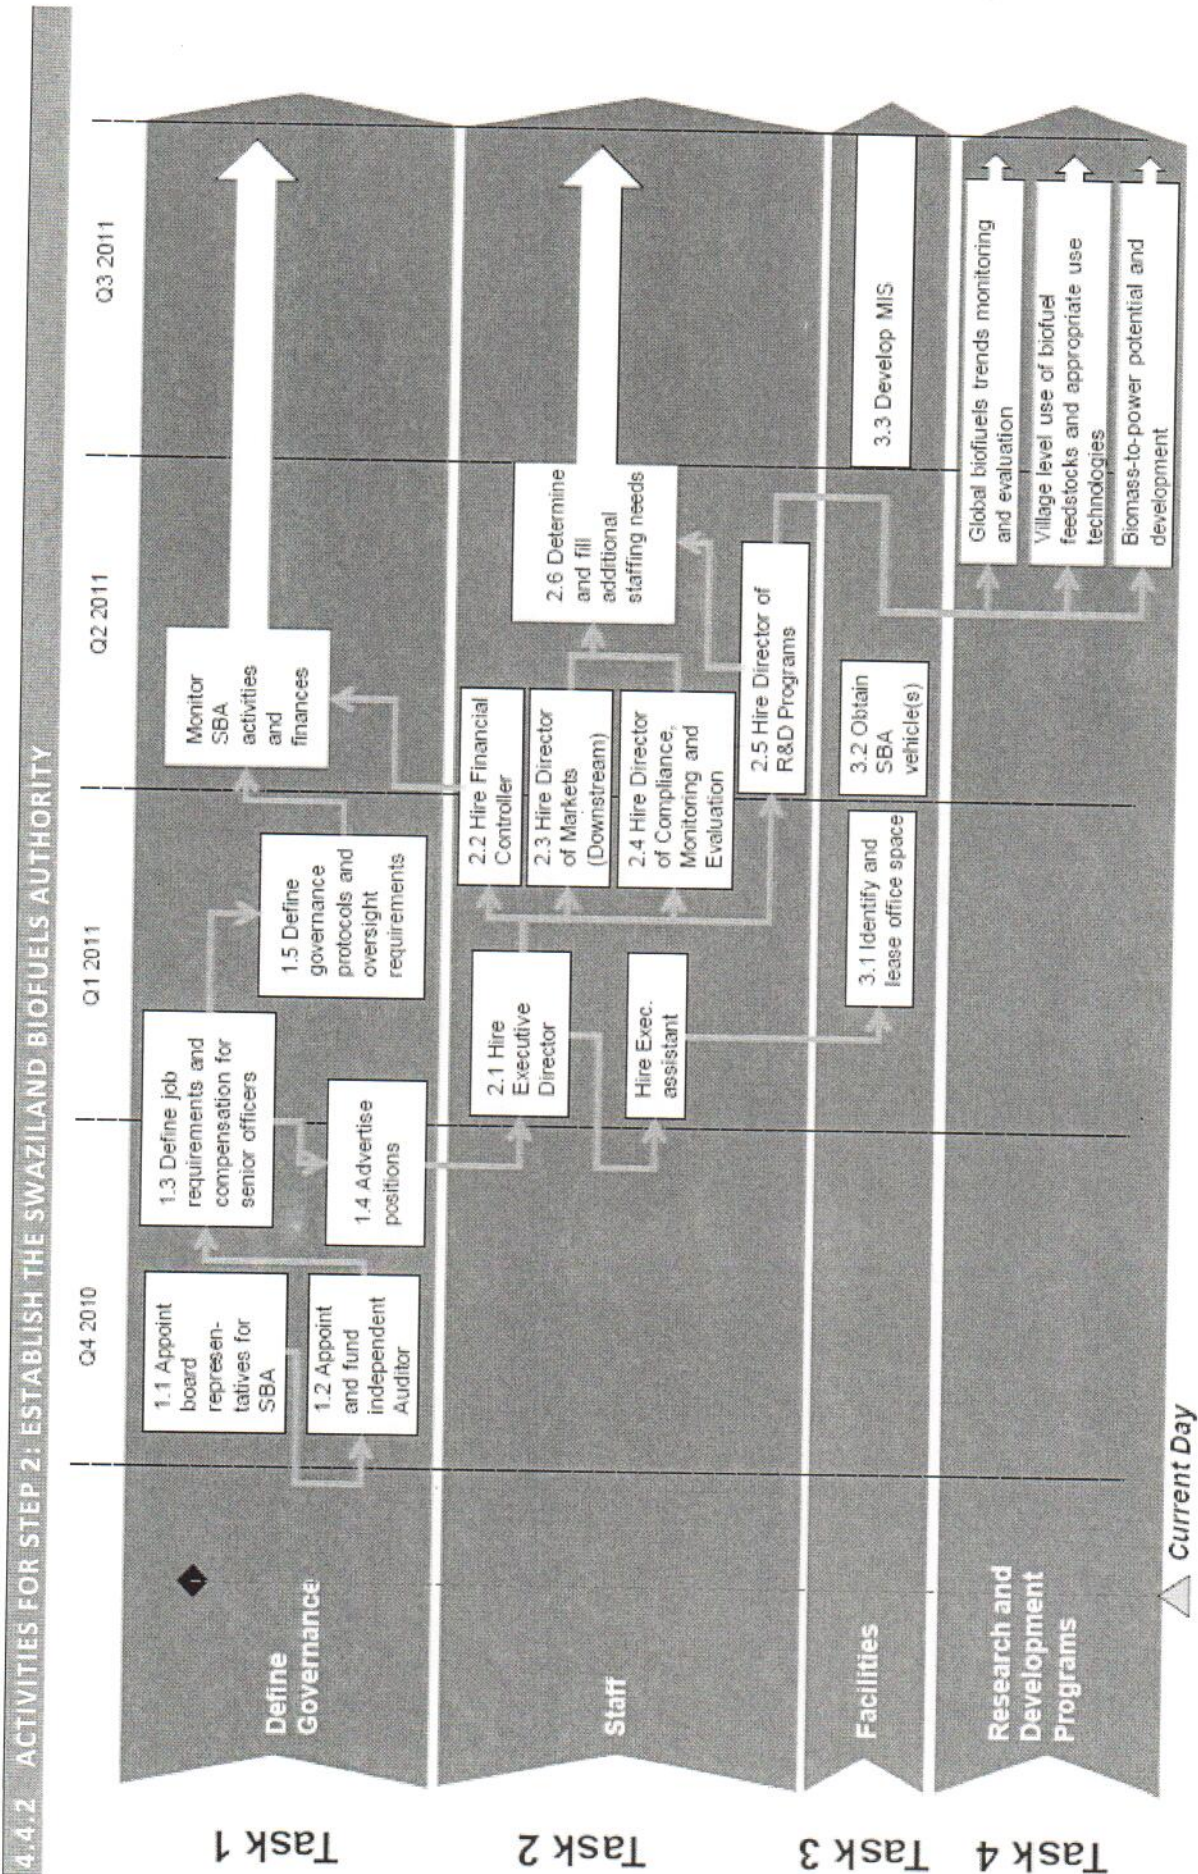 4.4.2 ACTIVITIES FOR STEP 2: ESTABLISH THE SWAZILAND BIOFUELS AUTHORITY
Q4 2010
Q1 2011
Q2 2011
Q3 2011
Task 1
Define
Governance
1.1 Appoint
board
represen-
tatives for
SBA
1.2 Appoint
and fund
independent
Auditor
1.3 Define job
requirements and
compensation for
senior officers
1.4 Advertise
positions
1.5 Define
governance
protocols and
oversight
requirements
Monitor
SBA
activities
and
finances
Task 2
Staff
2.1 Hire
Executive
Director
Hire Exec.
assistant
2.2 Hire Financial
Controller
2.3 Hire Director
of Markets
(Downstream)
2.4 Hire Director
of Compliance,
Monitoring and
Evaluation
2.5 Hire Director of
R&D Programs
2.6 Determine
and fill
additional
staffing needs
Task 3
Facilities
3.1 Identify and
lease office space
3.2 Obtain
SBA
vehicle(s)
3.3 Develop MIS
Task 4
Research and
Development
Programs
Global biofiuels trends monitoring
and evaluation
Village level use of biofuel
feedstocks and appropriate use
technologies
Biomass-to-power potential and
development
Current Day